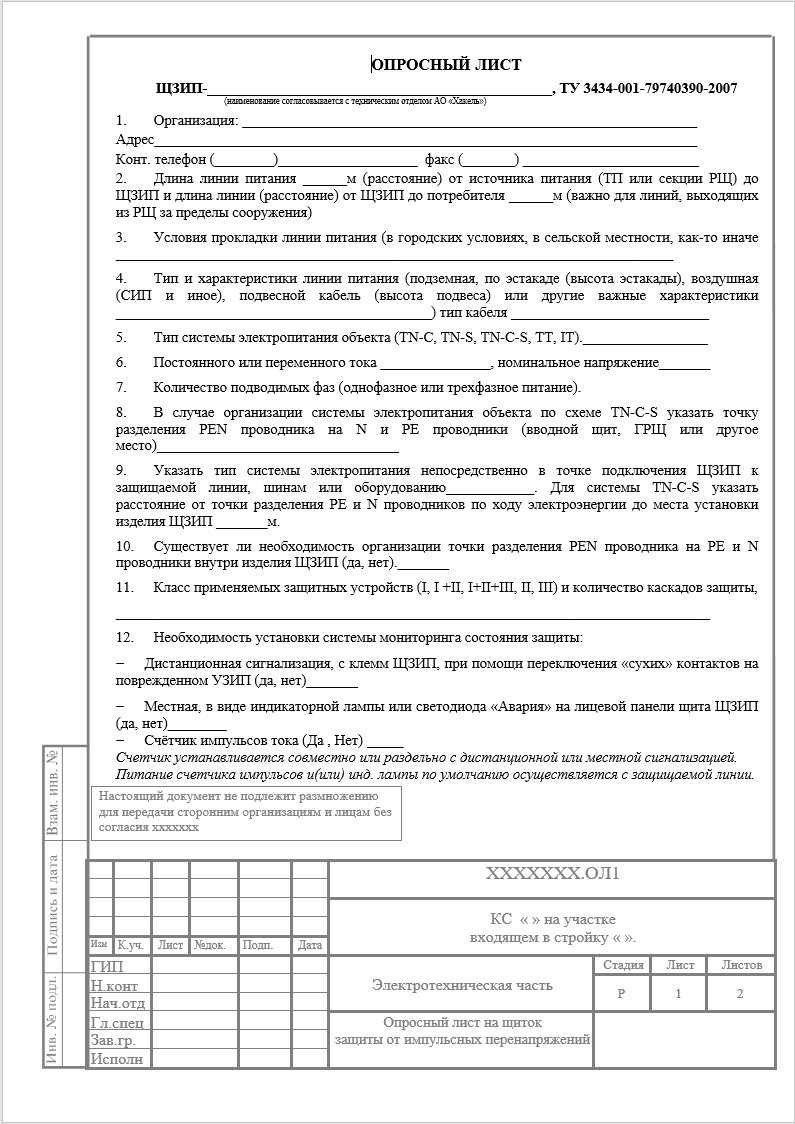 ОПРОСНЫЙ ЛИСТ
ЩЗИП-________________________________________________, ТУ 3434-001-79740390-2007
(наименование согласовывается с техническим отделом АО «Хакель»)
1. Организация: ______________________________________________________________
Адрес______________________________________________________________________________
Конт. телефон (________)___________________ факс (_______) ________________________
2. Длина линии питания ______м (расстояние) от источника питания (ТП или секции РЩ) до
ЩЗИП и длина линии (расстояние) от ЩЗИП до потребителя ______м (важно для линий, выходящих
из РЩ за пределы сооружения)
3. Условия прокладки линии питания (в городских условиях, в сельской местности, как-то иначе
____________________________________________________________________________
4. Тип и характеристики линии питания (подземная, по эстакаде (высота эстакады), воздушная
(СИП и иное), подвесной кабель (высота подвеса) или другие важные характеристики
___________________________________________) тип кабеля ___________________________
5. Тип системы электропитания объекта (TN-C, TN-S, TN-C-S, TT, IT)._________________
6. Постоянного или переменного тока _______________, номинальное напряжение_______
7. Количество подводимых фаз (однофазное или трехфазное питание).
8. В случае организации системы электропитания объекта по схеме TN-C-S указать точку
разделения PEN проводника на N и PE проводники (вводной щит, ГРЩ или другое
место)_________________________________
9. Указать тип системы электропитания непосредственно в точке подключения ЩЗИП к
защищаемой линии, шинам или оборудованию____________. Для системы TN-C-S указать
расстояние от точки разделения PE и N проводников по ходу электроэнергии до места установки
изделия ЩЗИП _______м.
10. Существует ли необходимость организации точки разделения PEN проводника на PE и N
проводники внутри изделия ЩЗИП (да, нет)._______
11. Класс применяемых защитных устройств (I, I +II, I+II+III, II, III) и количество каскадов защиты,
_________________________________________________________________________________
12. Необходимость установки системы мониторинга состояния защиты:
– Дистанционная сигнализация, с клемм ЩЗИП, при помощи переключения «сухих» контактов на
поврежденном УЗИП (да, нет)_______
– Местная, в виде индикаторной лампы или светодиода «Авария» на лицевой панели щита ЩЗИП
(да, нет)________
– Счётчик импульсов тока (Да , Нет) _____
Счетчик устанавливается совместно или раздельно с дистанционной или местной сигнализацией.
Питание счетчика импульсов и(или) инд. лампы по умолчанию осуществляется с защищаемой линии.
Настоящий документ не подлежит размножению
для передачи сторонним организациям и лицам без
согласия ххххххх
Взам. инв. №
Подпись и дата
Инв. № подл.
ХХХХХХХ.ОЛ1
КС « » на участке
входящем в стройку « ».
Изм К.уч. Лист №док. Подп. Дата
ГИП
Н.конт
Нач.отд
Гл.спец
Зав.гр.
Исполн
Электротехническая часть
Стадия Лист Листов
Р 1 2
Опросный лист на щиток
защиты от импульсных перенапряжений